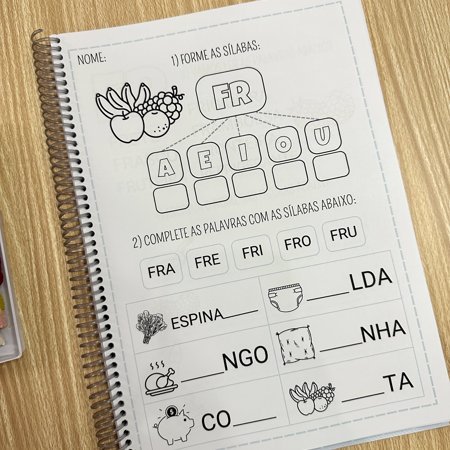 NOME:
1) FORME AS SÍLABAS:
FR
A E I O U
2) COMPLETE AS PALAVRAS COM AS SÍLABAS ABAIXO:
FRA FRE FRI FRO FRU
ESPINA____ ____LDA
____NGO ____NHA
CO____ ____TA